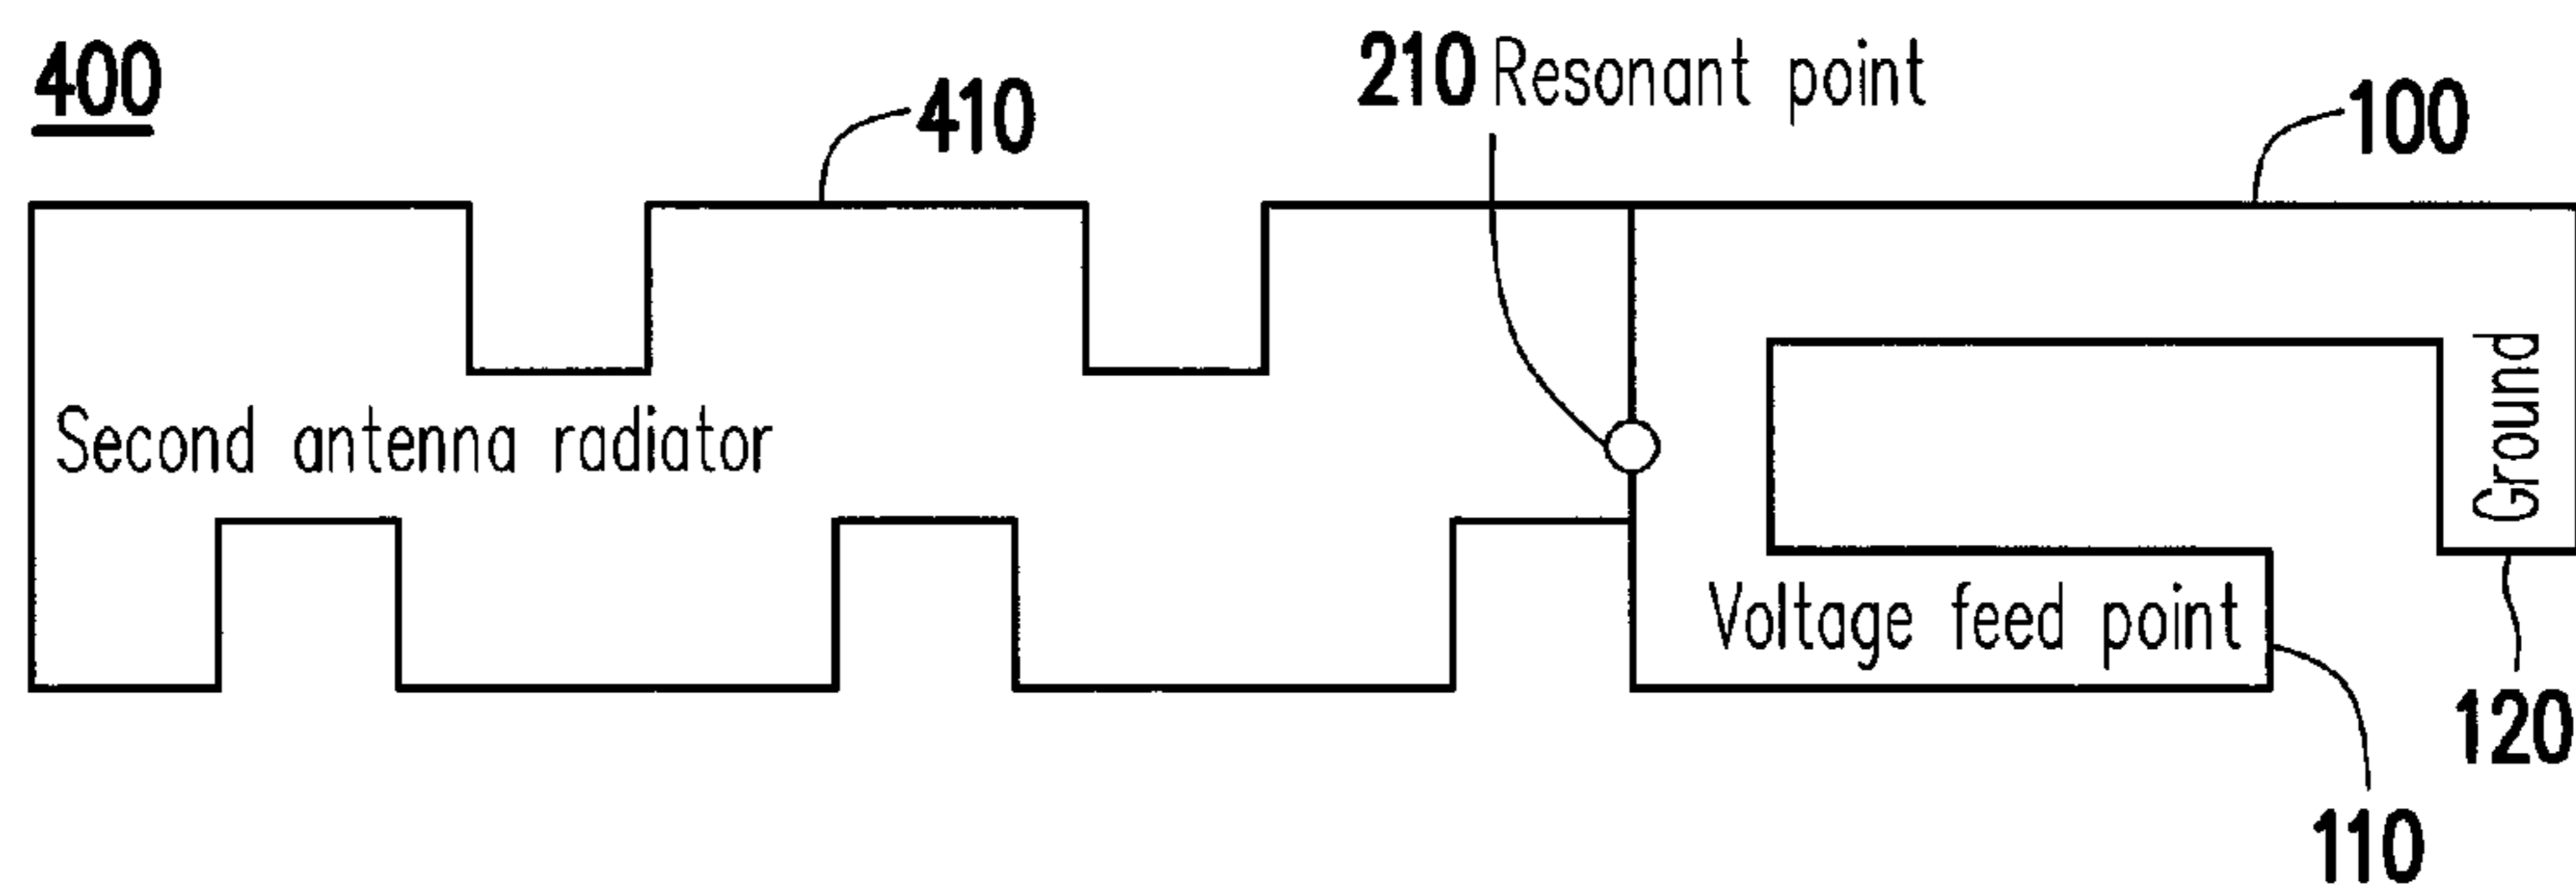 400
410
210 Resonant point
100
Second antenna radiator
Ground
Voltage feed point
120
110